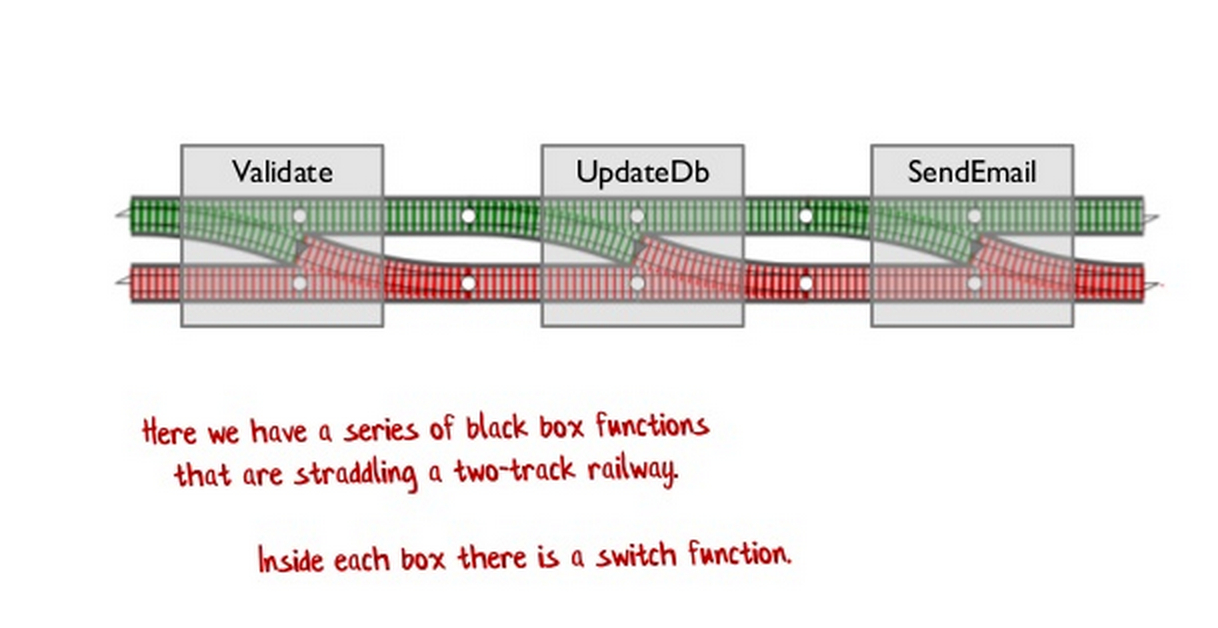 Validate
UpdateDb
SendEmail
Here we have a series of black box functions
that are straddling a two-track railway.
Inside each box there is a switch function.